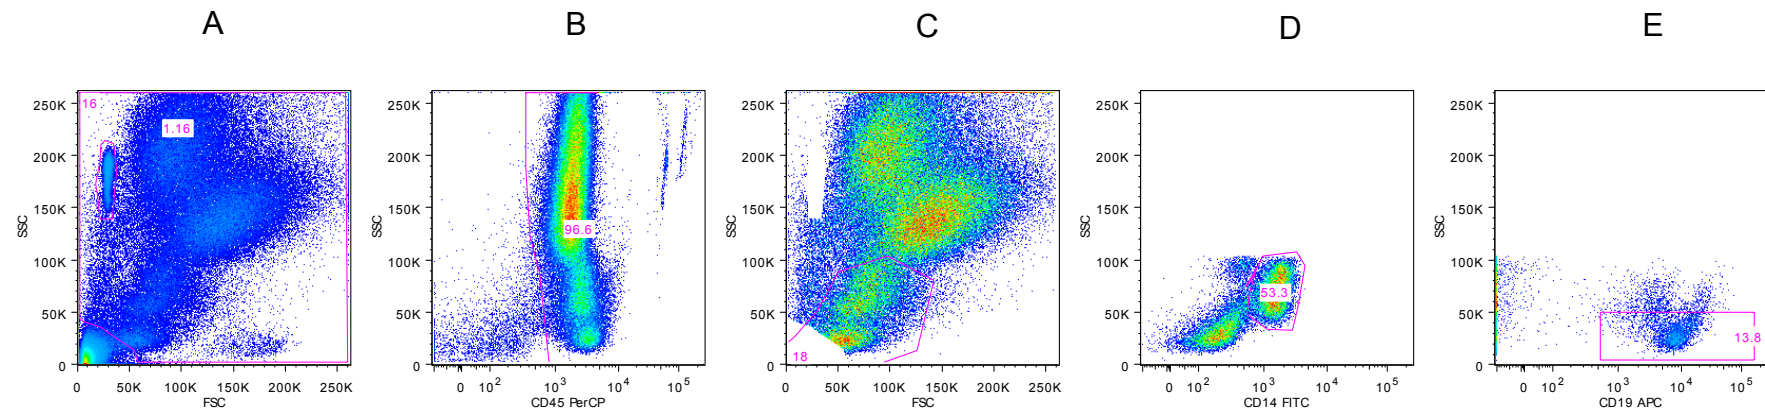 A B C D E
16
1.16
250K
200K
150K
100K
50K
0
SSC
0 50K 100K 150K 200K 250K
FSC
96.6
250K
200K
150K
100K
50K
0
SSC
0 10² 10³ 10⁴ 10⁵
CD45 PerCP
18
250K
200K
150K
100K
50K
0
SSC
0 50K 100K 150K 200K 250K
FSC
53.3
250K
200K
150K
100K
50K
0
SSC
0 10² 10³ 10⁴ 10⁵
CD14 FITC
13.8
250K
200K
150K
100K
50K
0
SSC
0 10² 10³ 10⁴ 10⁵
CD19 APC